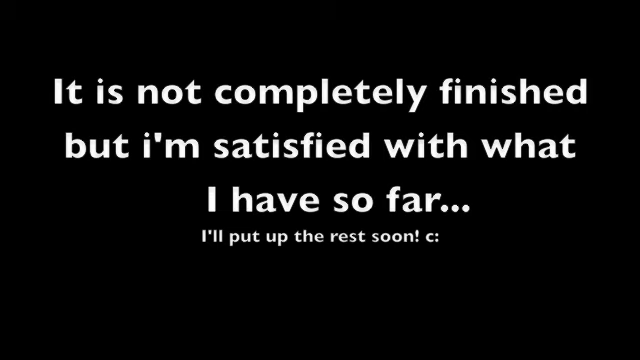 It is not completely finished
but i'm satisfied with what
I have so far...
I'll put up the rest soon! c: